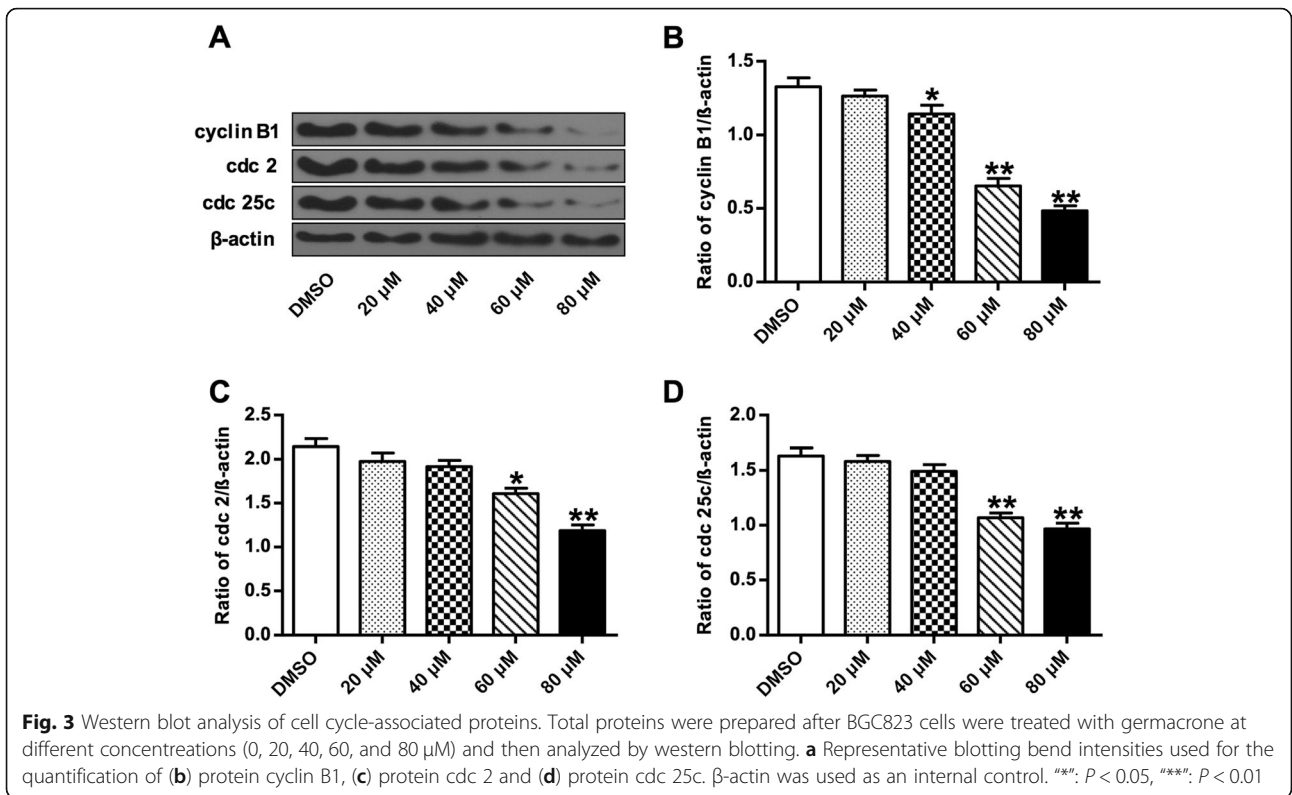 A
cyclin B1
cdc 2
cdc 25c
β-actin
DMSO
20 μM
40 μM
60 μM
80 μM
B
Ratio of cyclin B1/ß-actin
1.5
1.0
0.5
0.0
*
**
**
DMSO
20 μM
40 μM
60 μM
80 μM
C
Ratio of cdc 2/ß-actin
2.5
2.0
1.5
1.0
0.5
0.0
*
**
DMSO
20 μM
40 μM
60 μM
80 μM
D
Ratio of cdc 25c/ß-actin
2.0
1.5
1.0
0.5
0.0
**
**
DMSO
20 μM
40 μM
60 μM
80 μM
Fig. 3 Western blot analysis of cell cycle-associated proteins. Total proteins were prepared after BGC823 cells were treated with germacrone at
different concentreations (0, 20, 40, 60, and 80 μM) and then analyzed by western blotting. a Representative blotting bend intensities used for the
quantification of (b) protein cyclin B1, (c) protein cdc 2 and (d) protein cdc 25c. β-actin was used as an internal control. “*”: P < 0.05, “**”: P < 0.01